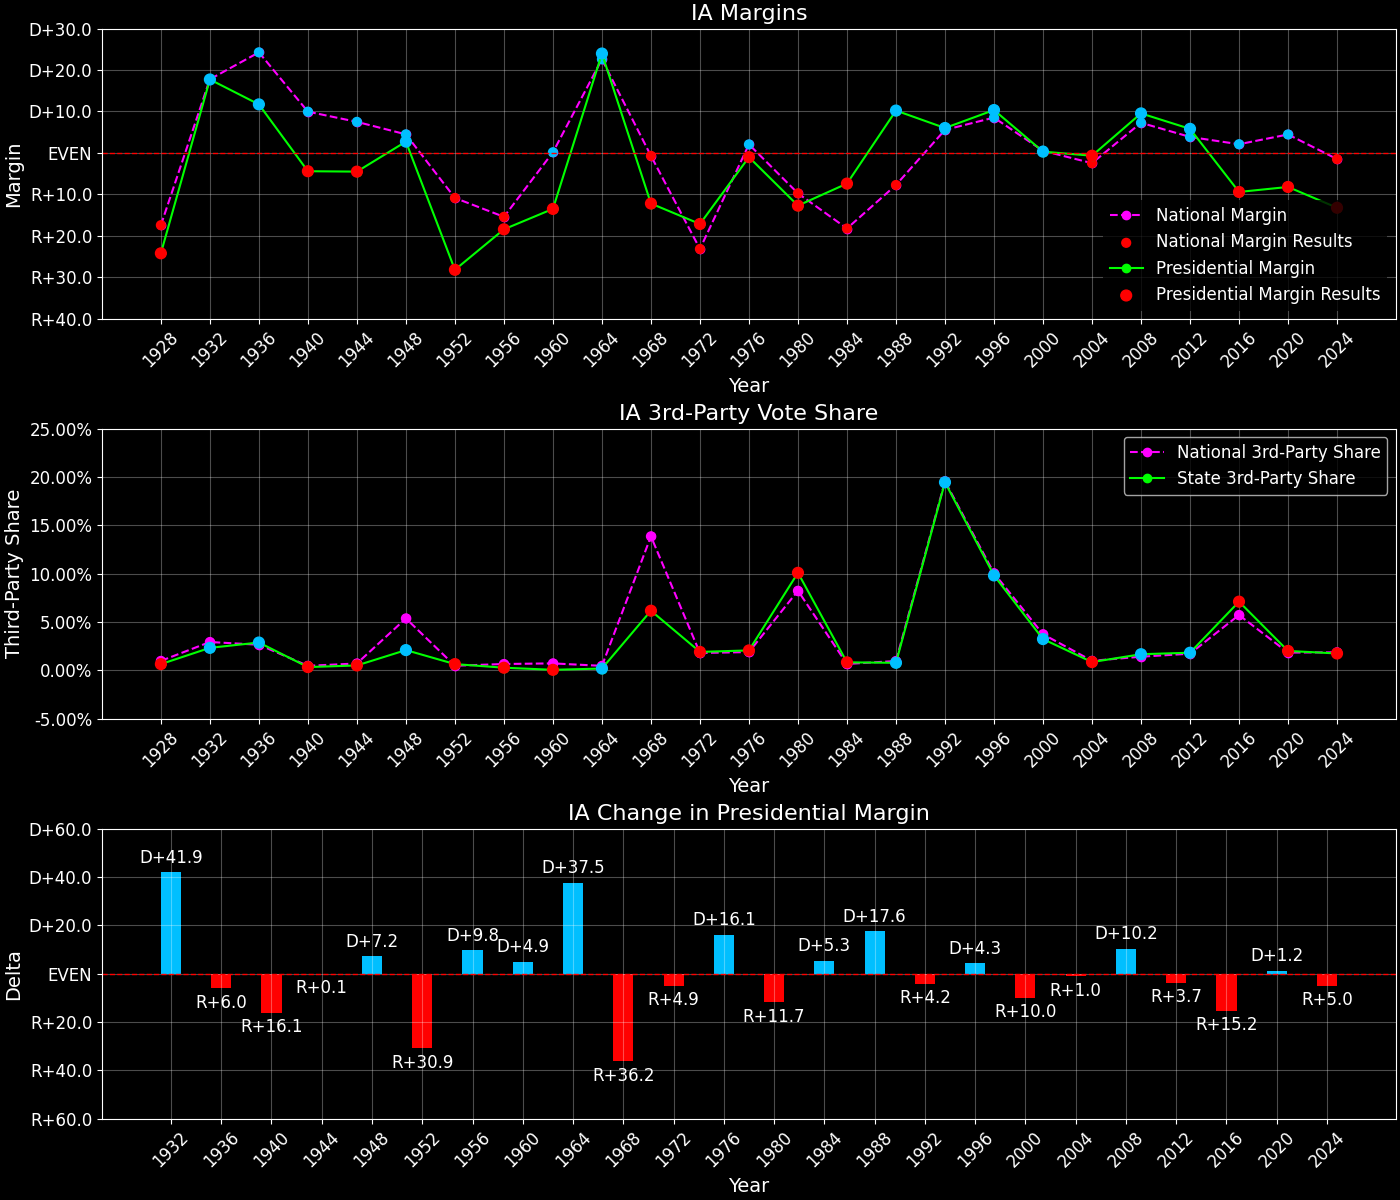 IA Margins
D+30.0
D+20.0
D+10.0
EVEN
R+10.0
R+20.0
R+30.0
R+40.0
Margin
National Margin
National Margin Results
Presidential Margin
Presidential Margin Results
1928 1932 1936 1940 1944 1948 1952 1956 1960 1964 1968 1972 1976 1980 1984 1988 1992 1996 2000 2004 2008 2012 2016 2020 2024
Year
IA 3rd-Party Vote Share
25.00%
20.00%
15.00%
10.00%
5.00%
0.00%
-5.00%
Third-Party Share
National 3rd-Party Share
State 3rd-Party Share
1928 1932 1936 1940 1944 1948 1952 1956 1960 1964 1968 1972 1976 1980 1984 1988 1992 1996 2000 2004 2008 2012 2016 2020 2024
Year
IA Change in Presidential Margin
D+60.0
D+40.0
D+20.0
EVEN
R+20.0
R+40.0
R+60.0
Delta
D+41.9
R+6.0
R+16.1
R+0.1
D+7.2
R+30.9
D+9.8
D+4.9
D+37.5
R+36.2
R+4.9
D+16.1
R+11.7
D+5.3
D+17.6
R+4.2
D+4.3
R+10.0
R+1.0
D+10.2
R+3.7
R+15.2
D+1.2
R+5.0
1932 1936 1940 1944 1948 1952 1956 1960 1964 1968 1972 1976 1980 1984 1988 1992 1996 2000 2004 2008 2012 2016 2020 2024
Year